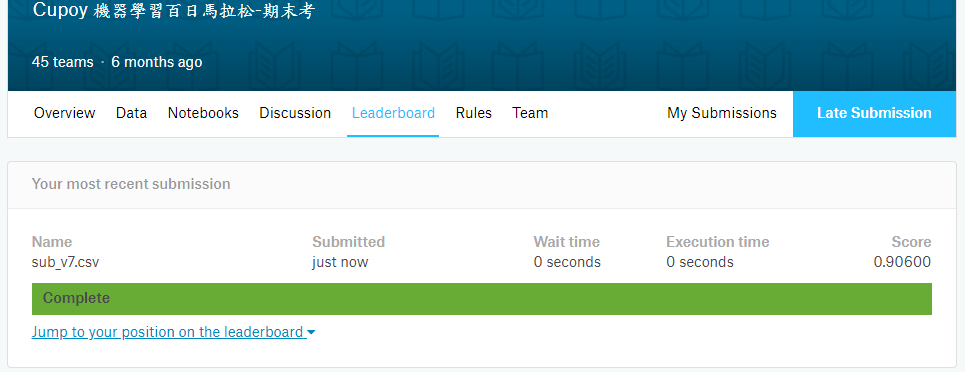 Cupoy 機器學習百日馬拉松-期末考
45 teams · 6 months ago
Overview Data Notebooks Discussion Leaderboard Rules Team My Submissions Late Submission
Your most recent submission
Name Submitted Wait time Execution time Score
sub_v7.csv just now 0 seconds 0 seconds 0.90600
Complete
Jump to your position on the leaderboard